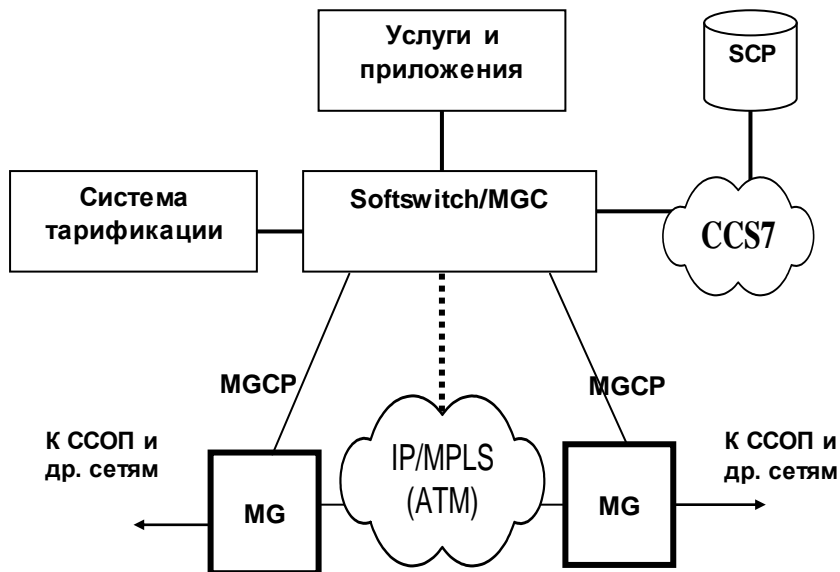 Услуги и
приложения
SCP
Система
тарификации
Softswitch/MGC
CCS7
MGCP
MGCP
К ССОП и
др. сетям
IP/MPLS
(ATM)
К ССОП и
др. сетям
MG
MG